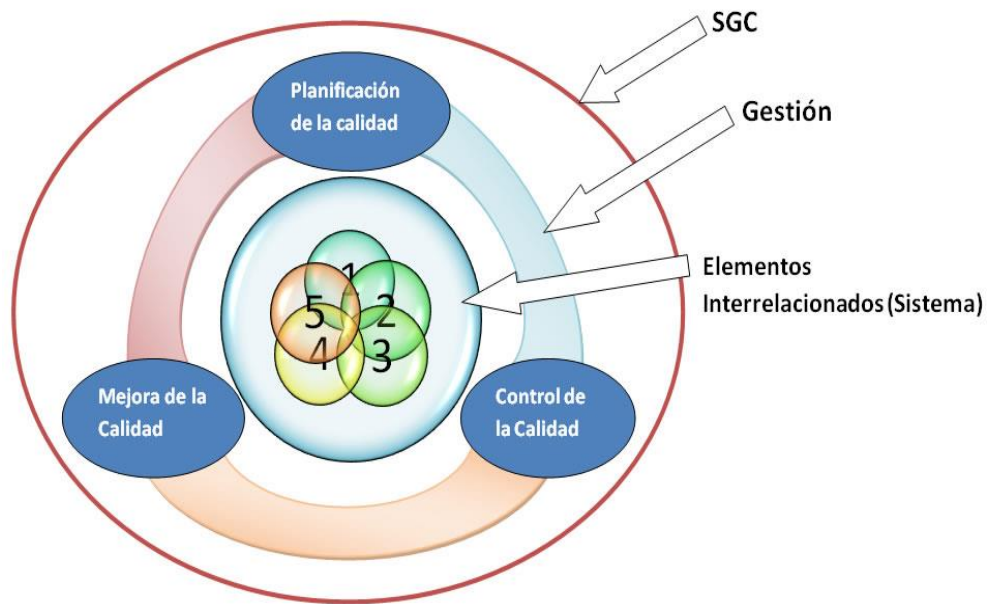 SGC
Planificación
de la calidad
Gestión
1
5
2
4
3
Elementos
Interrelacionados (Sistema)
Mejora de la
Calidad
Control de
la Calidad